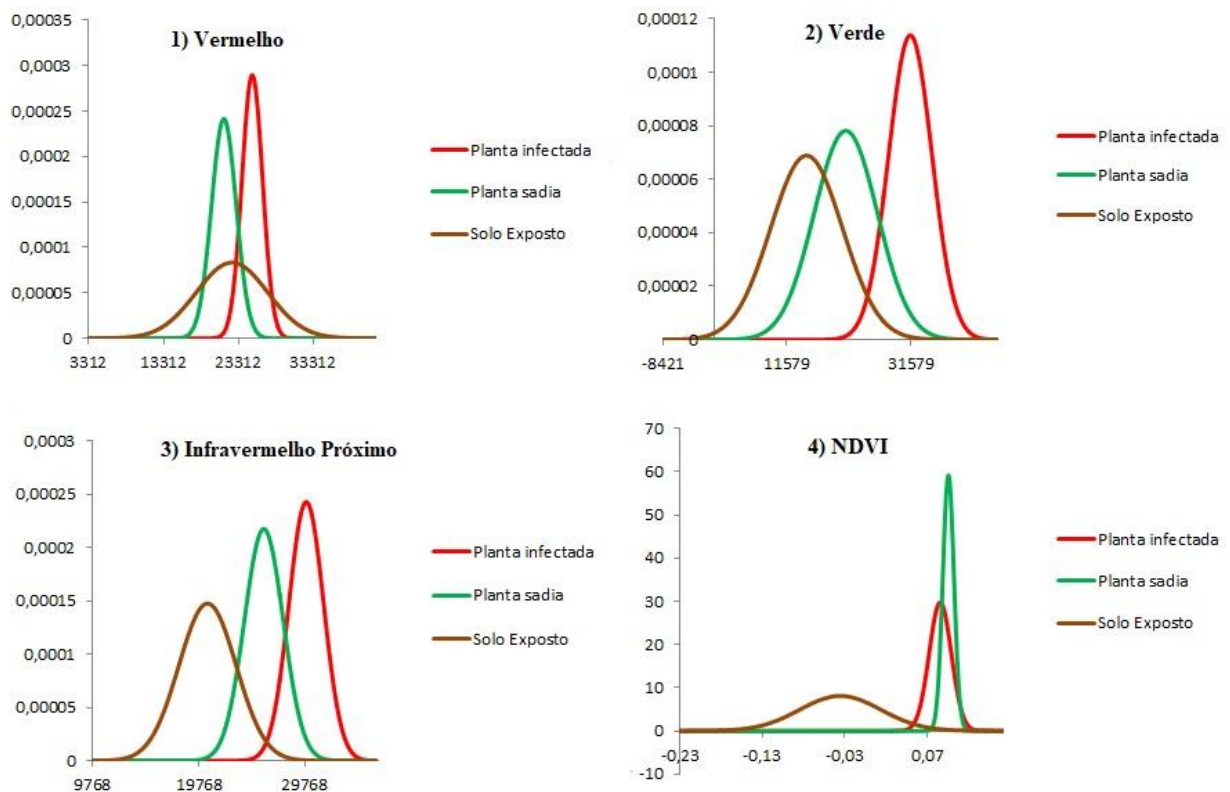 1) Vermelho
0,00035
0,0003
0,00025
0,0002
0,00015
0,0001
0,00005
0
3312
13312
23312
33312
Planta infectada
Planta sadia
Solo Exposto
2) Verde
0,00012
0,0001
0,00008
0,00006
0,00004
0,00002
0
-8421
11579
31579
Planta infectada
Planta sadia
Solo Exposto
3) Infravermelho Próximo
0,0003
0,00025
0,0002
0,00015
0,0001
0,00005
0
9768
19768
29768
Planta infectada
Planta sadia
Solo Exposto
4) NDVI
70
60
50
40
30
20
10
0
-10
-0,23
-0,13
-0,03
0,07
Planta infectada
Planta sadia
Solo Exposto